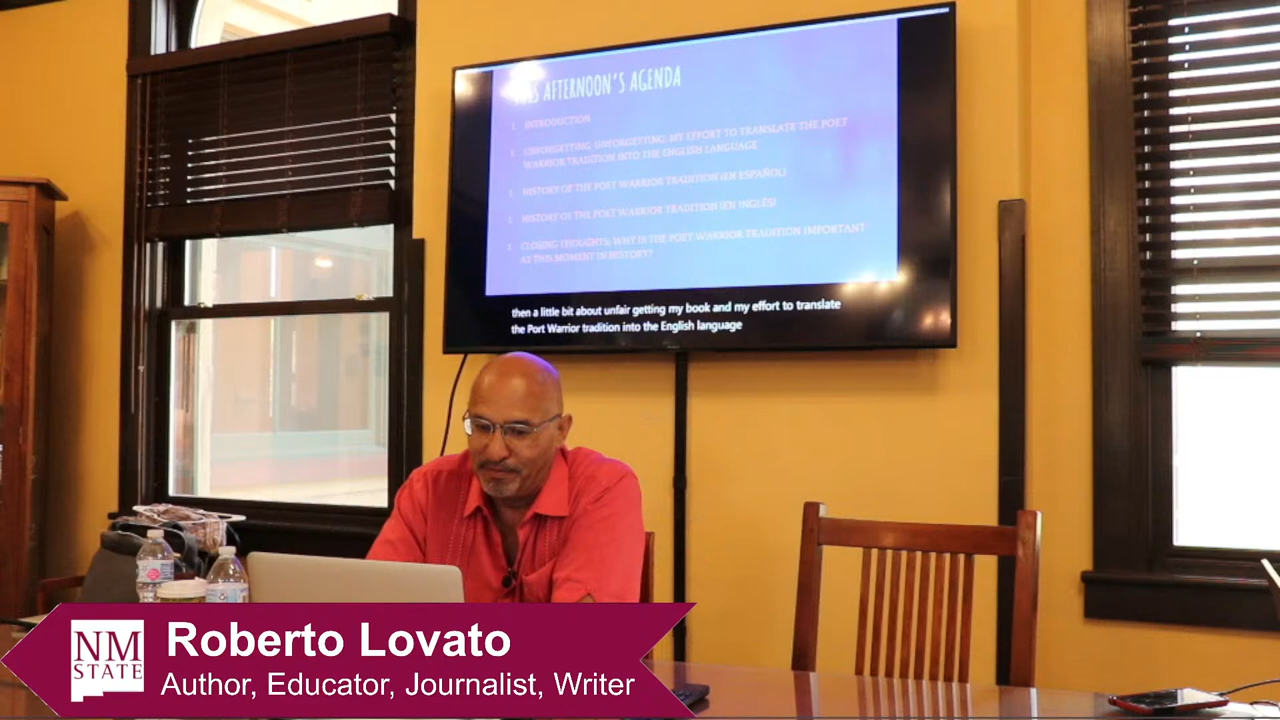 AFTERNOON'S AGENDA
INTRODUCTION
UNFORGETTING: MY EFFORT TO TRANSLATE THE POET
WARRIOR TRADITION INTO THE ENGLISH LANGUAGE
HISTORY OF THE POET WARRIOR TRADITION (EN ESPAÑOL)
HISTORY OF THE POET WARRIOR TRADITION (EN INGLÉS)
CLOSING THOUGHTS: WHY IS THE POET WARRIOR TRADITION IMPORTANT
AT THIS MOMENT IN HISTORY?
then a little bit about unfair getting my book and my effort to translate
the Port Warrior tradition into the English language
NM
STATE
Roberto Lovato
Author, Educator, Journalist, Writer